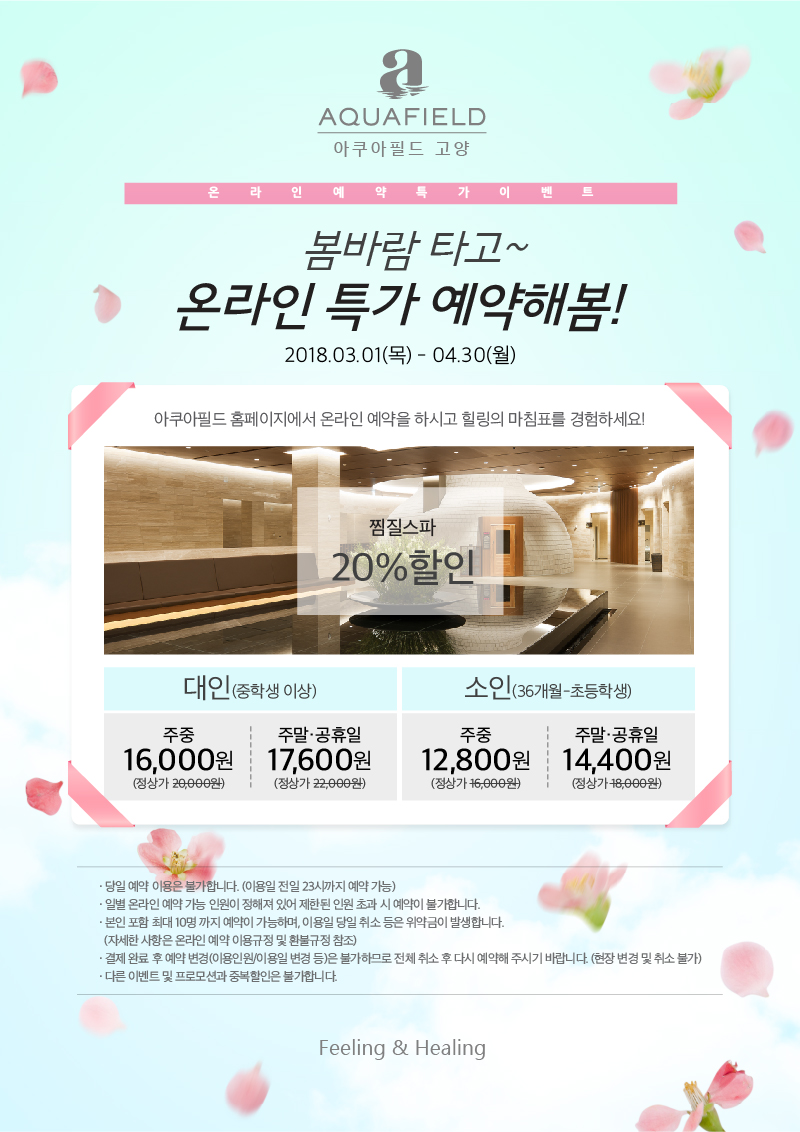 a
AQUAFIELD
아쿠아필드 고양
온라인예약특가이벤트
봄바람 타고~
온라인 특가 예약해봄!
2018.03.01(목) - 04.30(월)
아쿠아필드 홈페이지에서 온라인 예약을 하시고 힐링의 마침표를 경험하세요!
찜질스파
20%할인
대인(중학생 이상)
주중
16,000원
(정상가 20,000원)
주말·공휴일
17,600원
(정상가 22,000원)
소인(36개월-초등학생)
주중
12,800원
(정상가 16,000원)
주말·공휴일
14,400원
(정상가 18,000원)
· 당일 예약 이용은 불가합니다. (이용일 전일 23시까지 예약 가능)
· 일별 온라인 예약 가능 인원이 정해져 있어 제한된 인원 초과 시 예약이 불가합니다.
· 본인 포함 최대 10명 까지 예약이 가능하며, 이용일 당일 취소 등은 위약금이 발생합니다.
(자세한 사항은 온라인 예약 이용규정 및 환불규정 참조)
· 결제 완료 후 예약 변경(이용인원/이용일 변경 등)은 불가하므로 전체 취소 후 다시 예약해 주시기 바랍니다. (현장 변경 및 취소 불가)
· 다른 이벤트 및 프로모션과 중복할인은 불가합니다.
Feeling & Healing